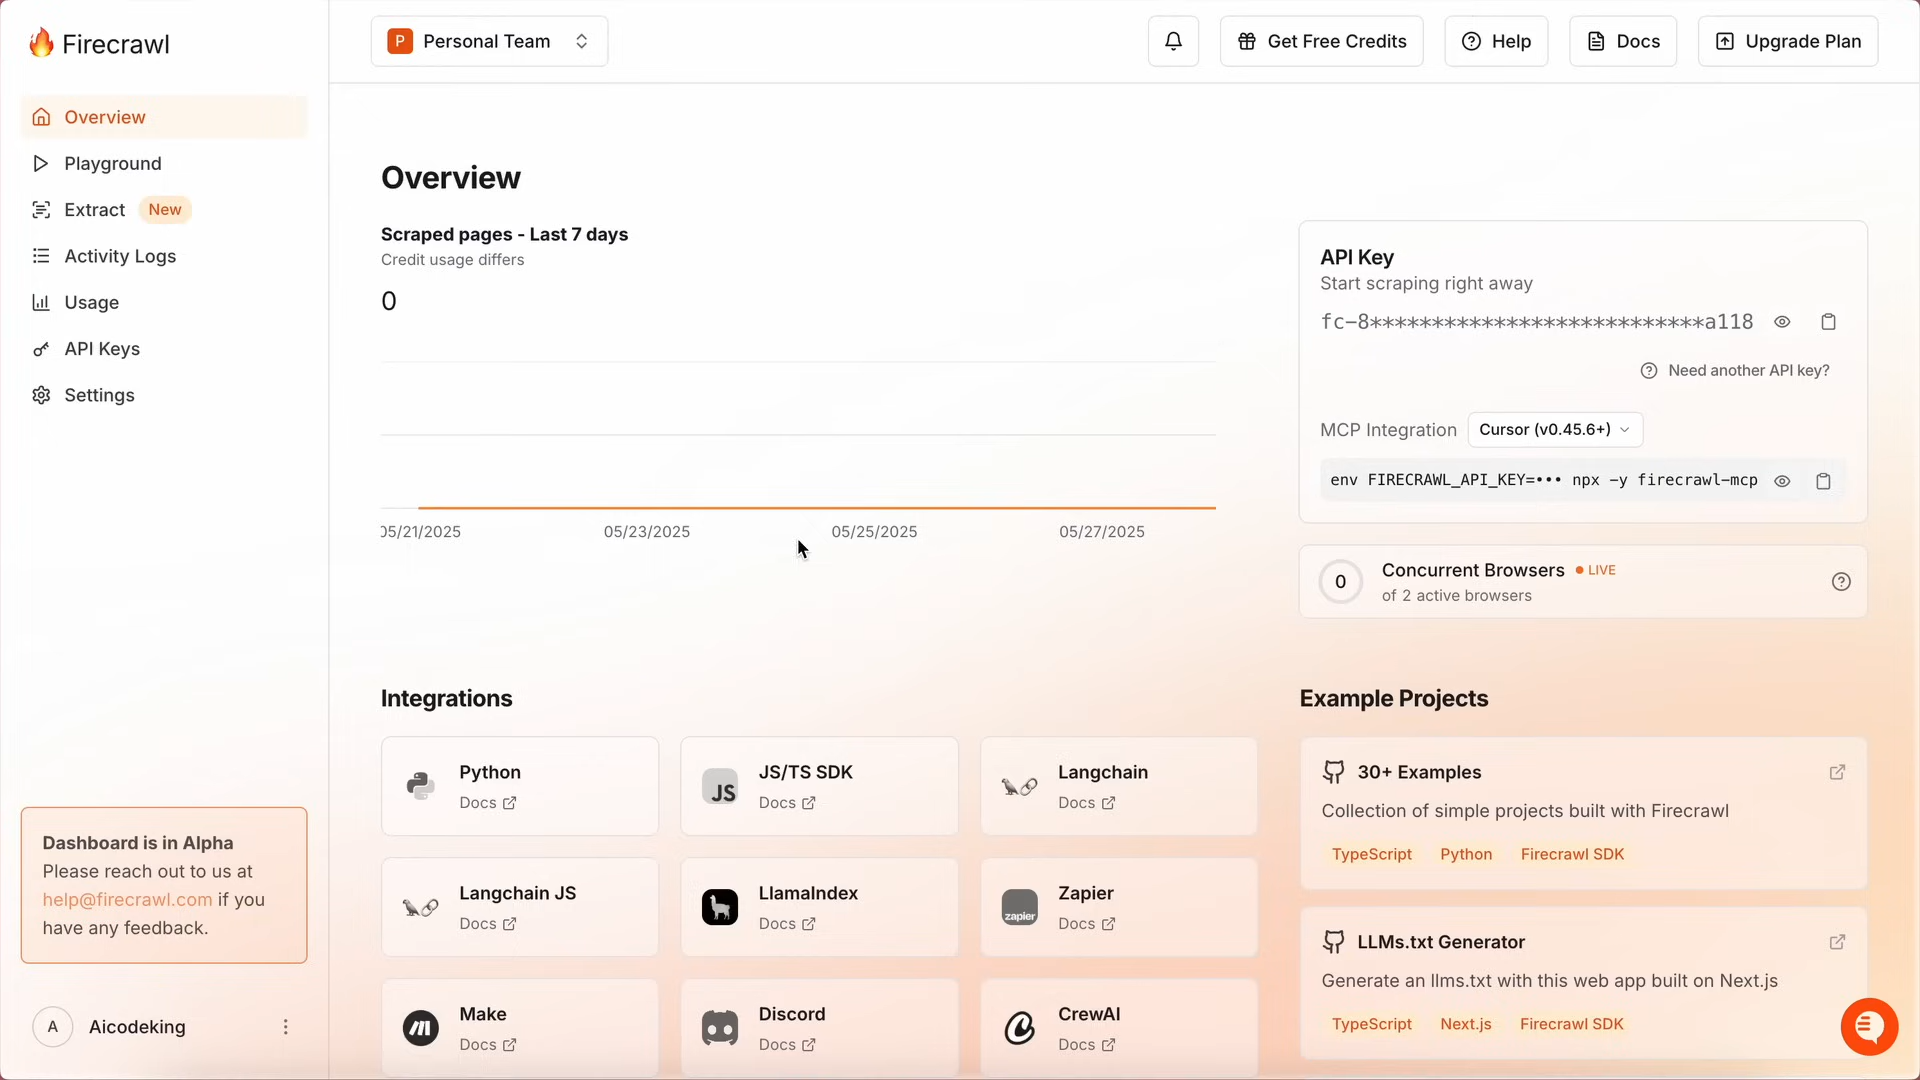 Firecrawl
P Personal Team
Get Free Credits
Help
Docs
Upgrade Plan
Overview
Playground
Extract New
Activity Logs
Usage
API Keys
Settings
Dashboard is in Alpha
Please reach out to us at
help@firecrawl.com if you
have any feedback.
A Aicodeking
Overview
Scraped pages - Last 7 days
Credit usage differs
0
05/21/2025 05/23/2025 05/25/2025 05/27/2025
API Key
Start scraping right away
fc-8***************************a118
Need another API key?
MCP Integration Cursor (v0.45.6+)
env FIRECRAWL_API_KEY=••• npx -y firecrawl-mcp
0 Concurrent Browsers • LIVE
of 2 active browsers
Integrations
Python
Docs
JS JS/TS SDK
Docs
Langchain
Docs
Langchain JS
Docs
LlamaIndex
Docs
zapier Zapier
Docs
Make
Docs
Discord
Docs
CrewAI
Docs
Example Projects
30+ Examples
Collection of simple projects built with Firecrawl
TypeScript Python Firecrawl SDK
LLMs.txt Generator
Generate an llms.txt with this web app built on Next.js
TypeScript Next.js Firecrawl SDK